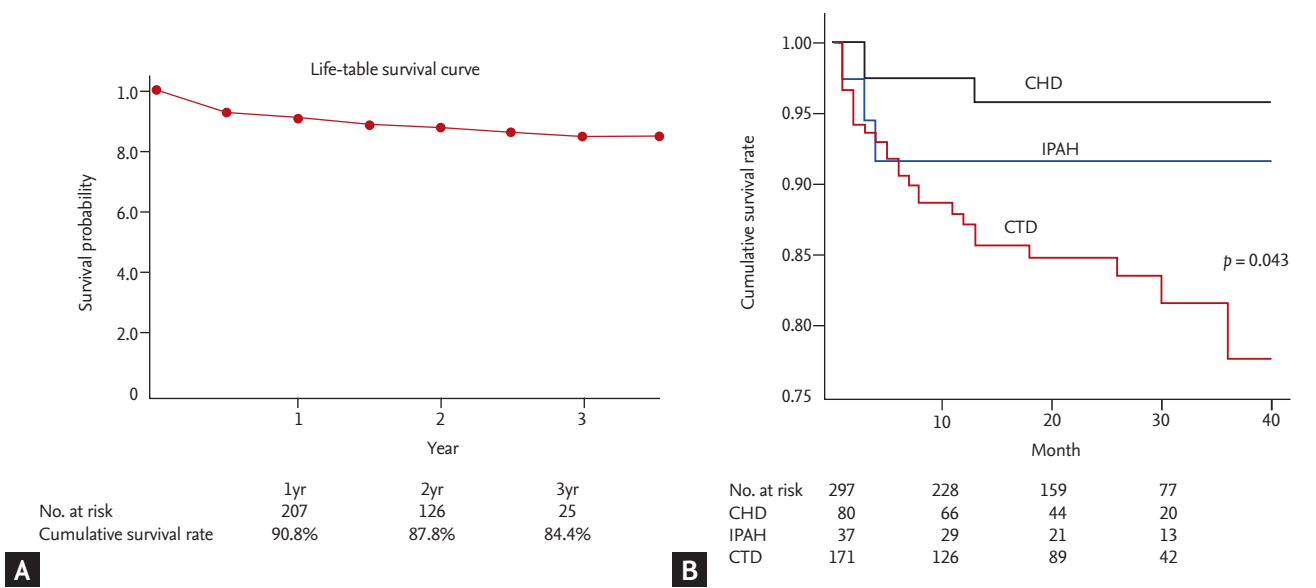 Life-table survival curve
Survival probability
1.0
8.0
6.0
4.0
2.0
0
1 2 3
Year
1yr 2yr 3yr
No. at risk 207 126 25
Cumulative survival rate 90.8% 87.8% 84.4%
A
Cumulative survival rate
1.00
0.95
0.90
0.85
0.80
0.75
CHD
IPAH
CTD
p = 0.043
10 20 30 40
Month
No. at risk 297 228 159 77
CHD 80 66 44 20
IPAH 37 29 21 13
CTD 171 126 89 42
B